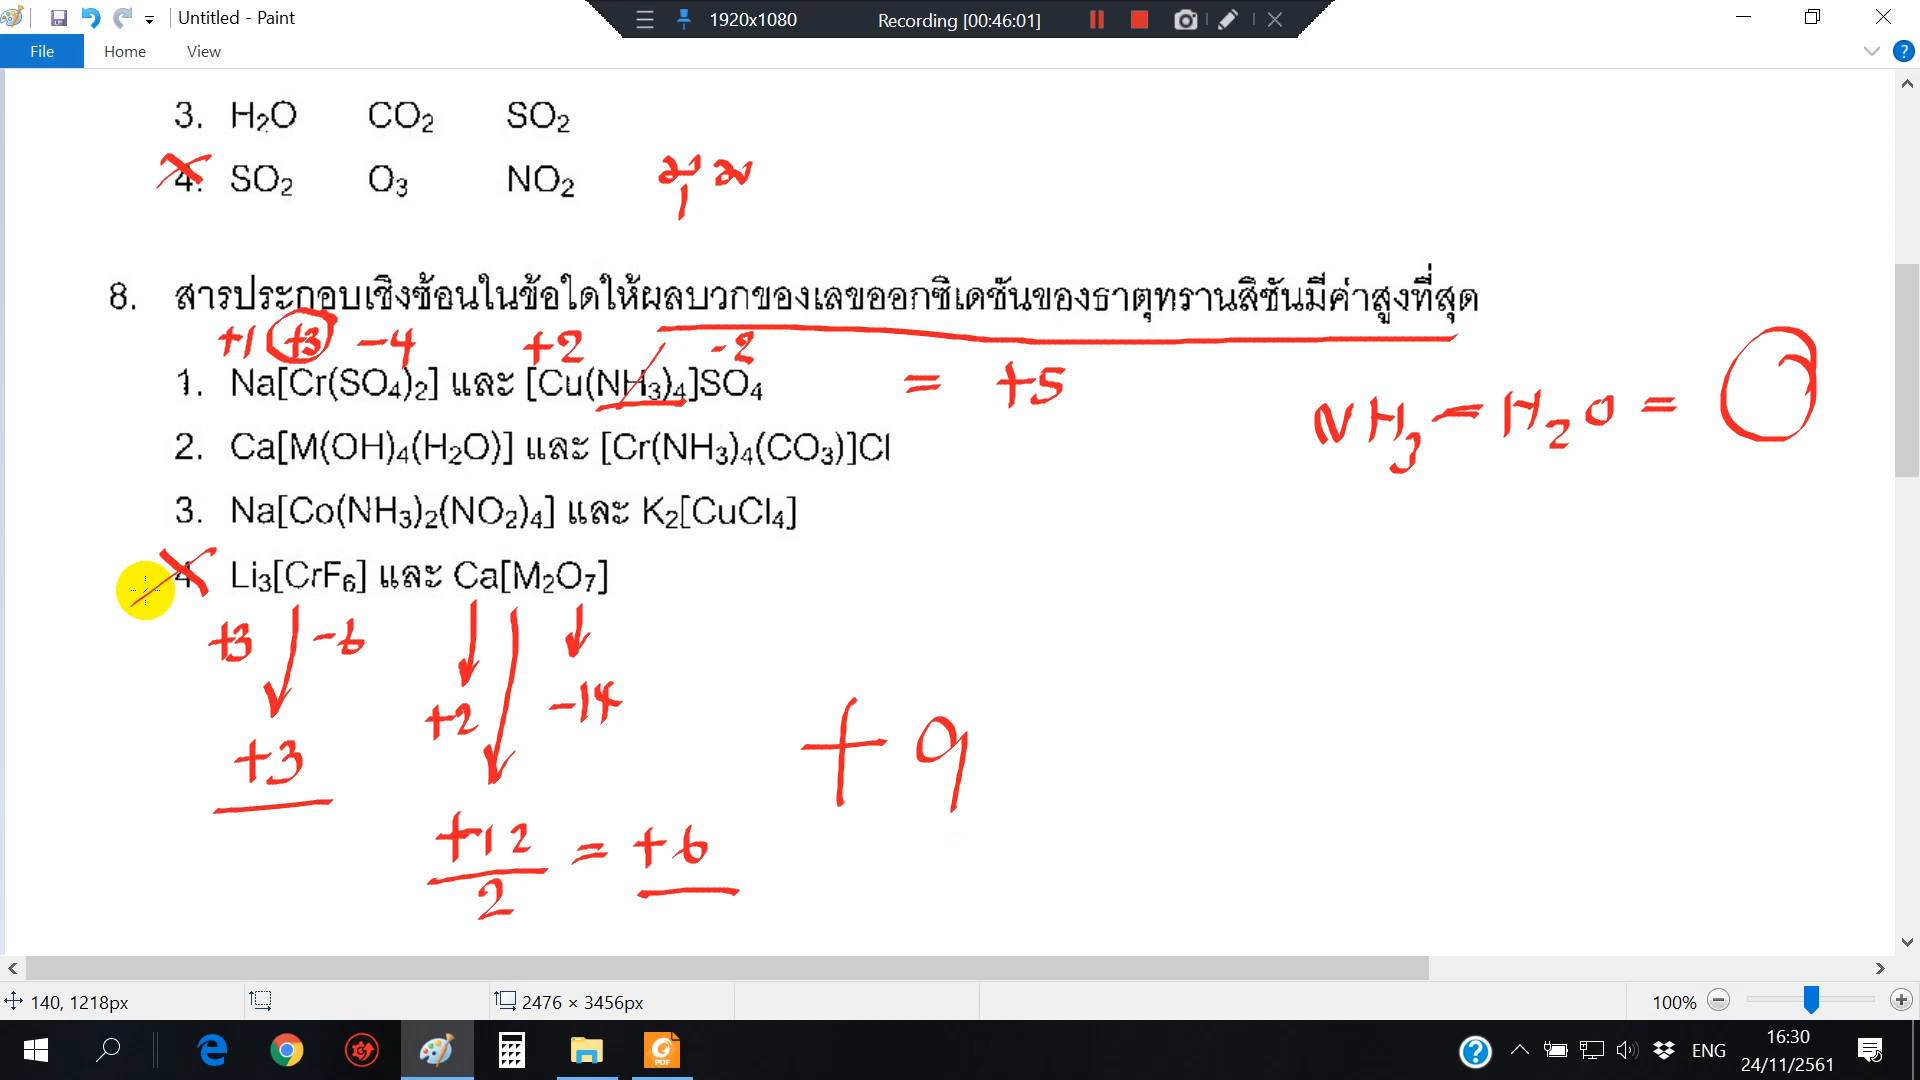 Untitled - Paint
1920x1080
Recording [00:46:01]
File Home View
3. H₂O CO₂ SO₂
4. SO₂ O₃ NO₂ มุม
8. สารประกอบเชิงซ้อนในข้อใดให้ผลบวกของเลขออกซิเดชันของธาตุทรานสิชันมีค่าสูงที่สุด
+1 +3 -4 +2 -2
1. Na[Cr(SO₄)₂] และ [Cu(NH₃)₄]SO₄ = +5
NH₃ - H₂O = 0
2. Ca[M(OH)₄(H₂O)] และ [Cr(NH₃)₄(CO₃)]Cl
3. Na[Co(NH₃)₂(NO₂)₄] และ K₂[CuCl₄]
4. Li₃[CrF₆] และ Ca[M₂O₇]
+3 -6
+2 -14
+3
+9
+12/2 = +6
140, 1218px
2476 × 3456px
100%
PDF
ENG
16:30
24/11/2561